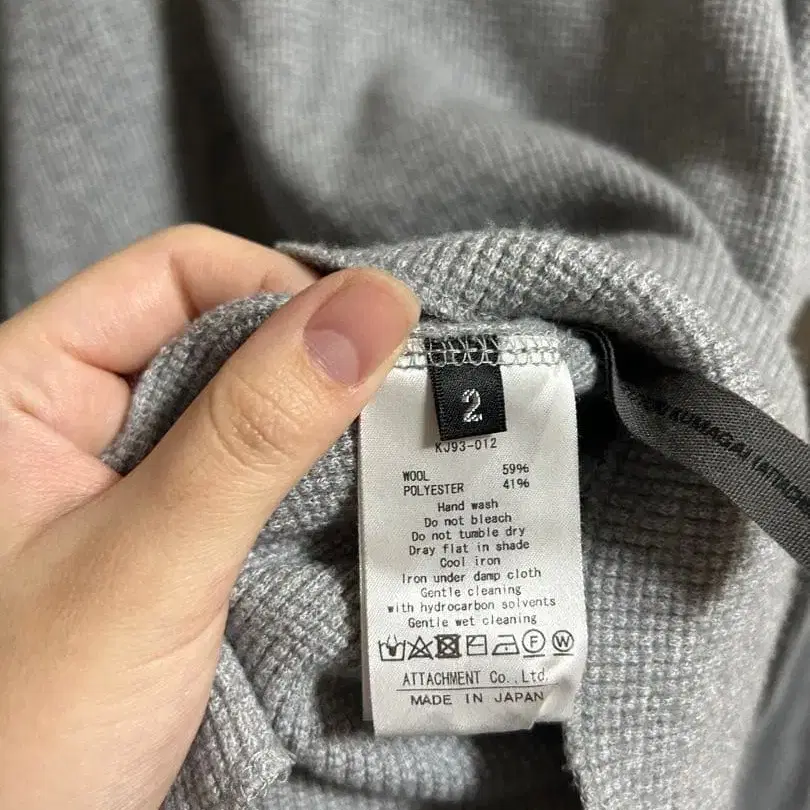 2
KJ93-012
WOOL 59%
POLYESTER 41%
Hand wash
Do not bleach
Do not tumble dry
Dray flat in shade
Cool iron
Iron under damp cloth
Gentle cleaning
with hydrocarbon solvents
Gentle wet cleaning
F W
ATTACHMENT Co., Ltd.
MADE IN JAPAN
KUMAGAI